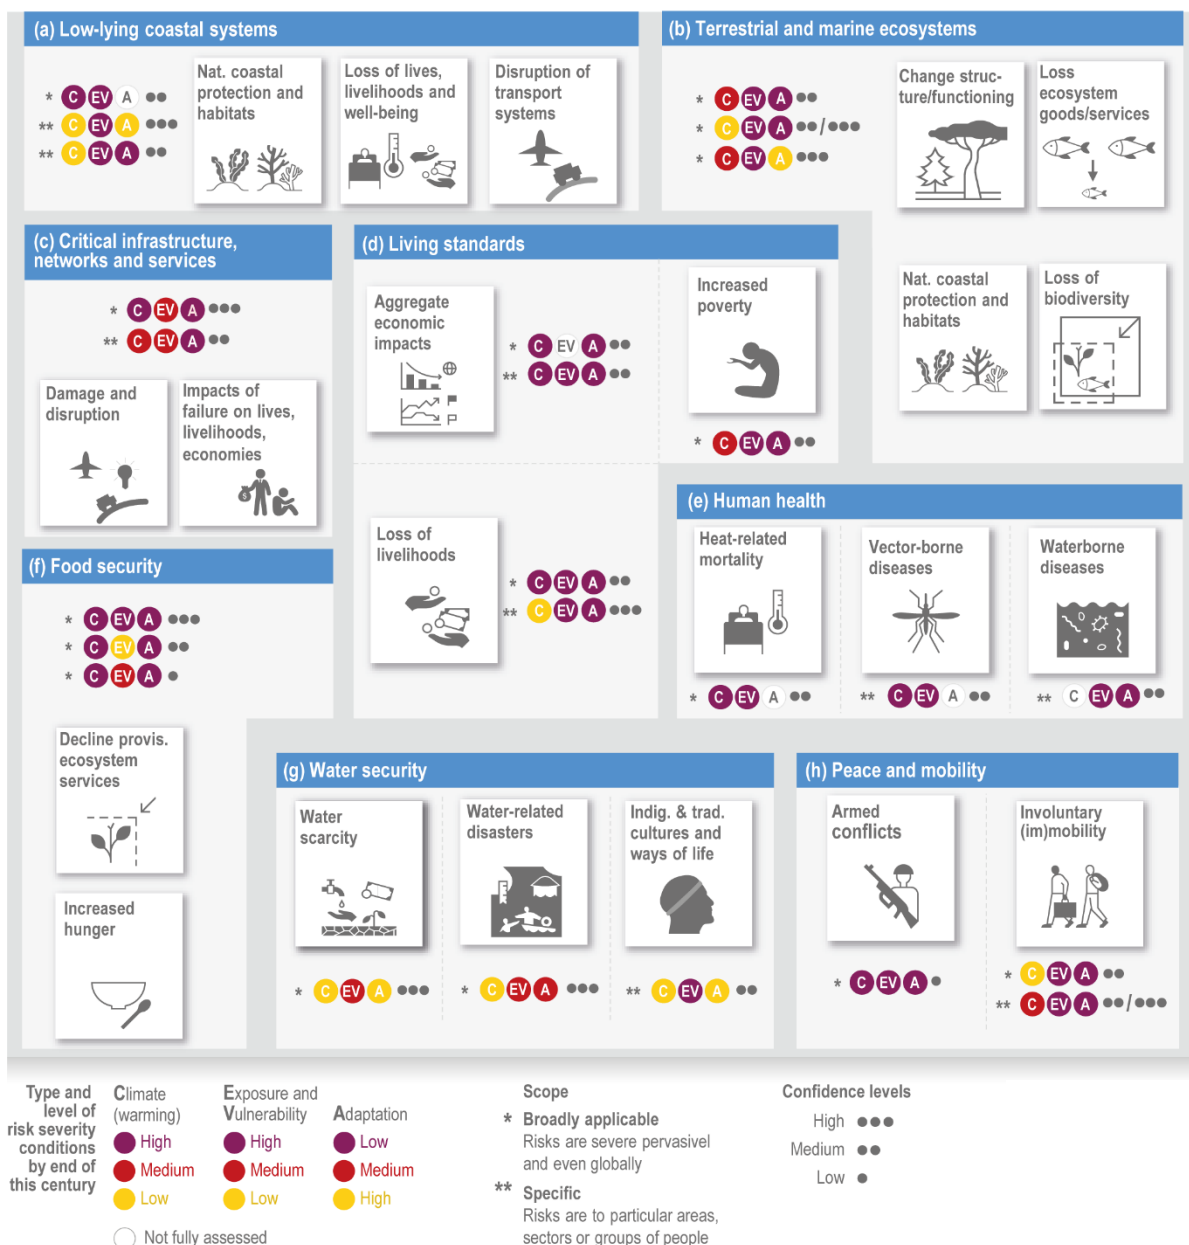 (a) Low-lying coastal systems
* C EV A ●●
** C EV A ●●●
** C EV A ●●
Nat. coastal
protection and
habitats
Loss of lives,
livelihoods and
well-being
Disruption of
transport
systems
(b) Terrestrial and marine ecosystems
* C EV A ●●
* C EV A ●●/●●●
* C EV A ●●●
Change struc-
ture/functioning
Loss
ecosystem
goods/services
Nat. coastal
protection and
habitats
Loss of
biodiversity
(c) Critical infrastructure,
networks and services
* C EV A ●●●
** C EV A ●●
Damage and
disruption
Impacts of
failure on lives,
livelihoods,
economies
(d) Living standards
Aggregate
economic
impacts
* C EV A ●●
** C EV A ●●
Increased
poverty
* C EV A ●●
Loss of
livelihoods
* C EV A ●●
** C EV A ●●●
(e) Human health
Heat-related
mortality
* C EV A ●●
Vector-borne
diseases
** C EV A ●●
Waterborne
diseases
** C EV A ●●
(f) Food security
* C EV A ●●●
* C EV A ●●
* C EV A ●
Decline provis.
ecosystem
services
Increased
hunger
(g) Water security
Water
scarcity
* C EV A ●●●
Water-related
disasters
* C EV A ●●●
Indig. & trad.
cultures and
ways of life
** C EV A ●●
(h) Peace and mobility
Armed
conflicts
* C EV A ●
Involuntary
(im)mobility
* C EV A ●●
** C EV A ●●/●●●
Type and
level of
risk severity
conditions
by end of
this century
Climate
(warming)
High
Medium
Low
Not fully assessed
Exposure and
Vulnerability
High
Medium
Low
Adaptation
Low
Medium
High
Scope
* Broadly applicable
Risks are severe pervasivel
and even globally
** Specific
Risks are to particular areas,
sectors or groups of people
Confidence levels
High ●●●
Medium ●●
Low ●